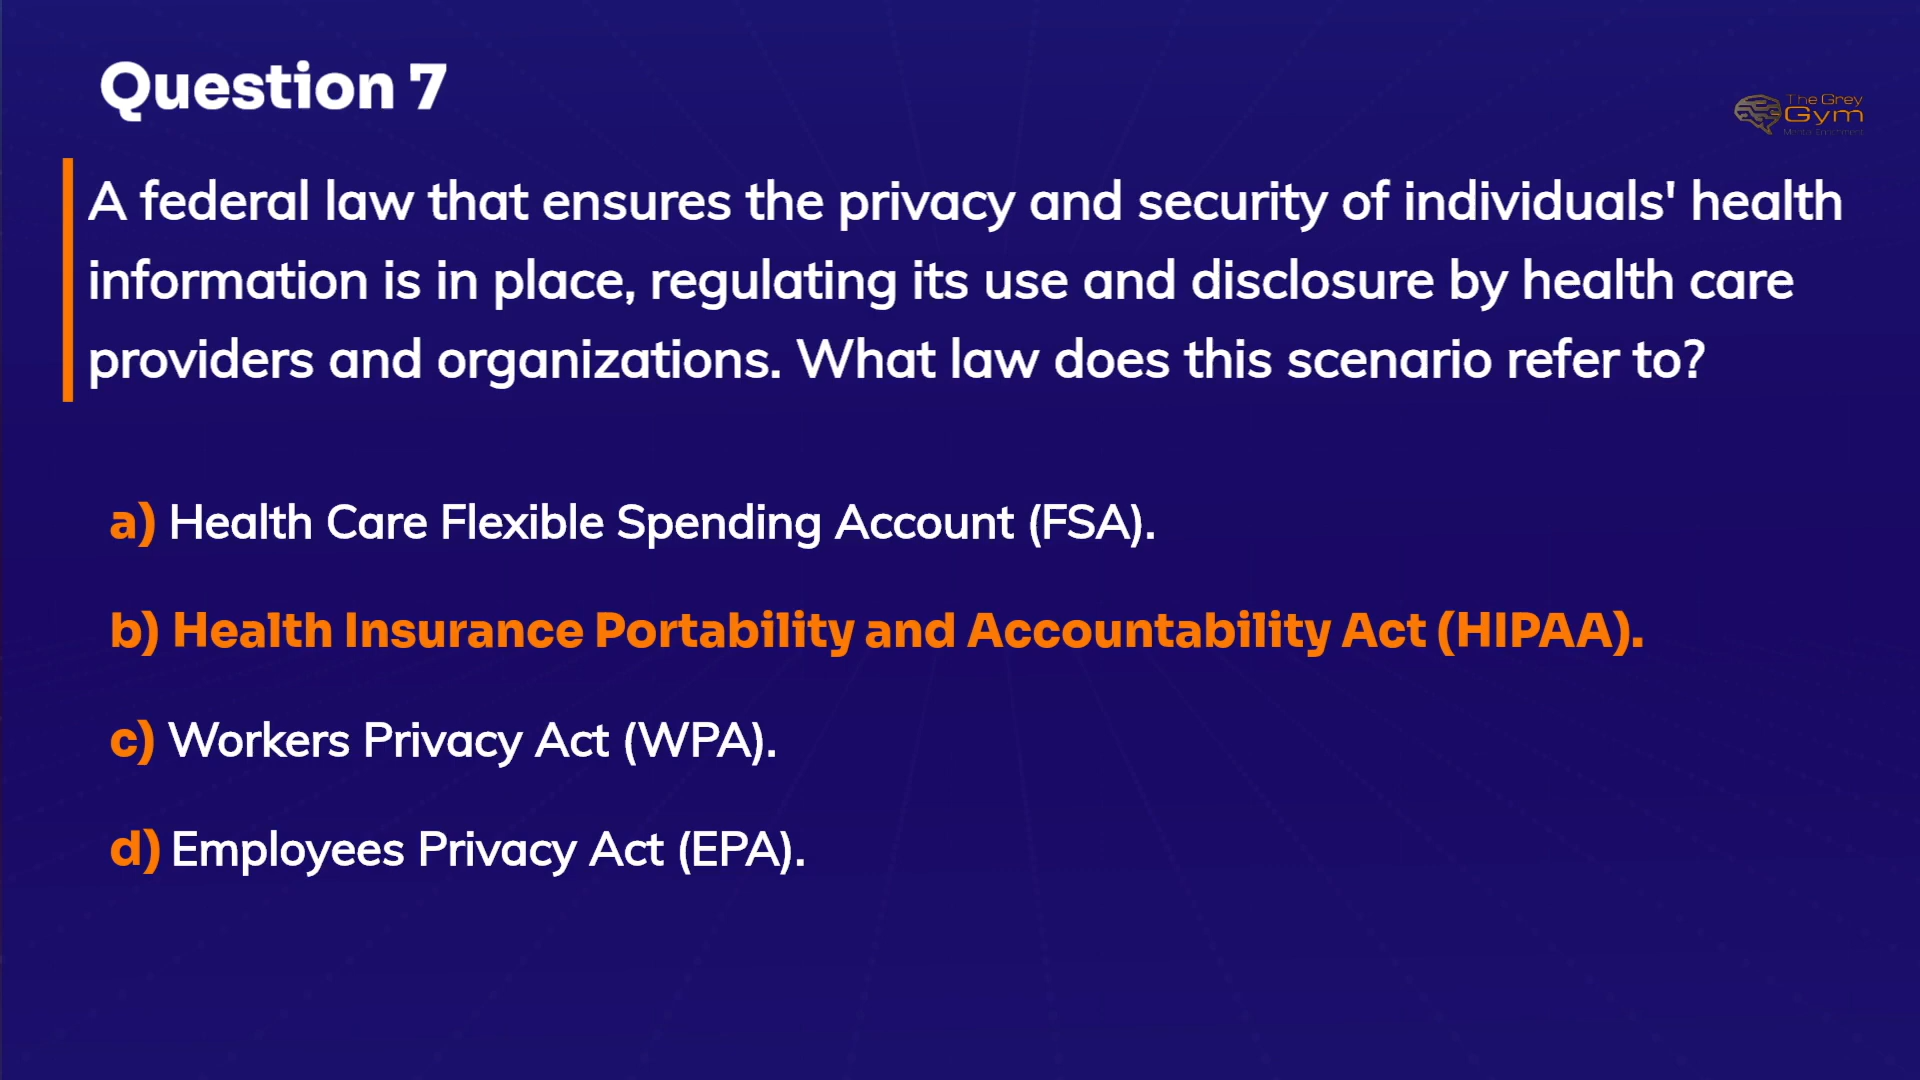 Question 7
The Grey
Gym
Mental Enrichment
A federal law that ensures the privacy and security of individuals' health
information is in place, regulating its use and disclosure by health care
providers and organizations. What law does this scenario refer to?
a) Health Care Flexible Spending Account (FSA).
b) Health Insurance Portability and Accountability Act (HIPAA).
c) Workers Privacy Act (WPA).
d) Employees Privacy Act (EPA).